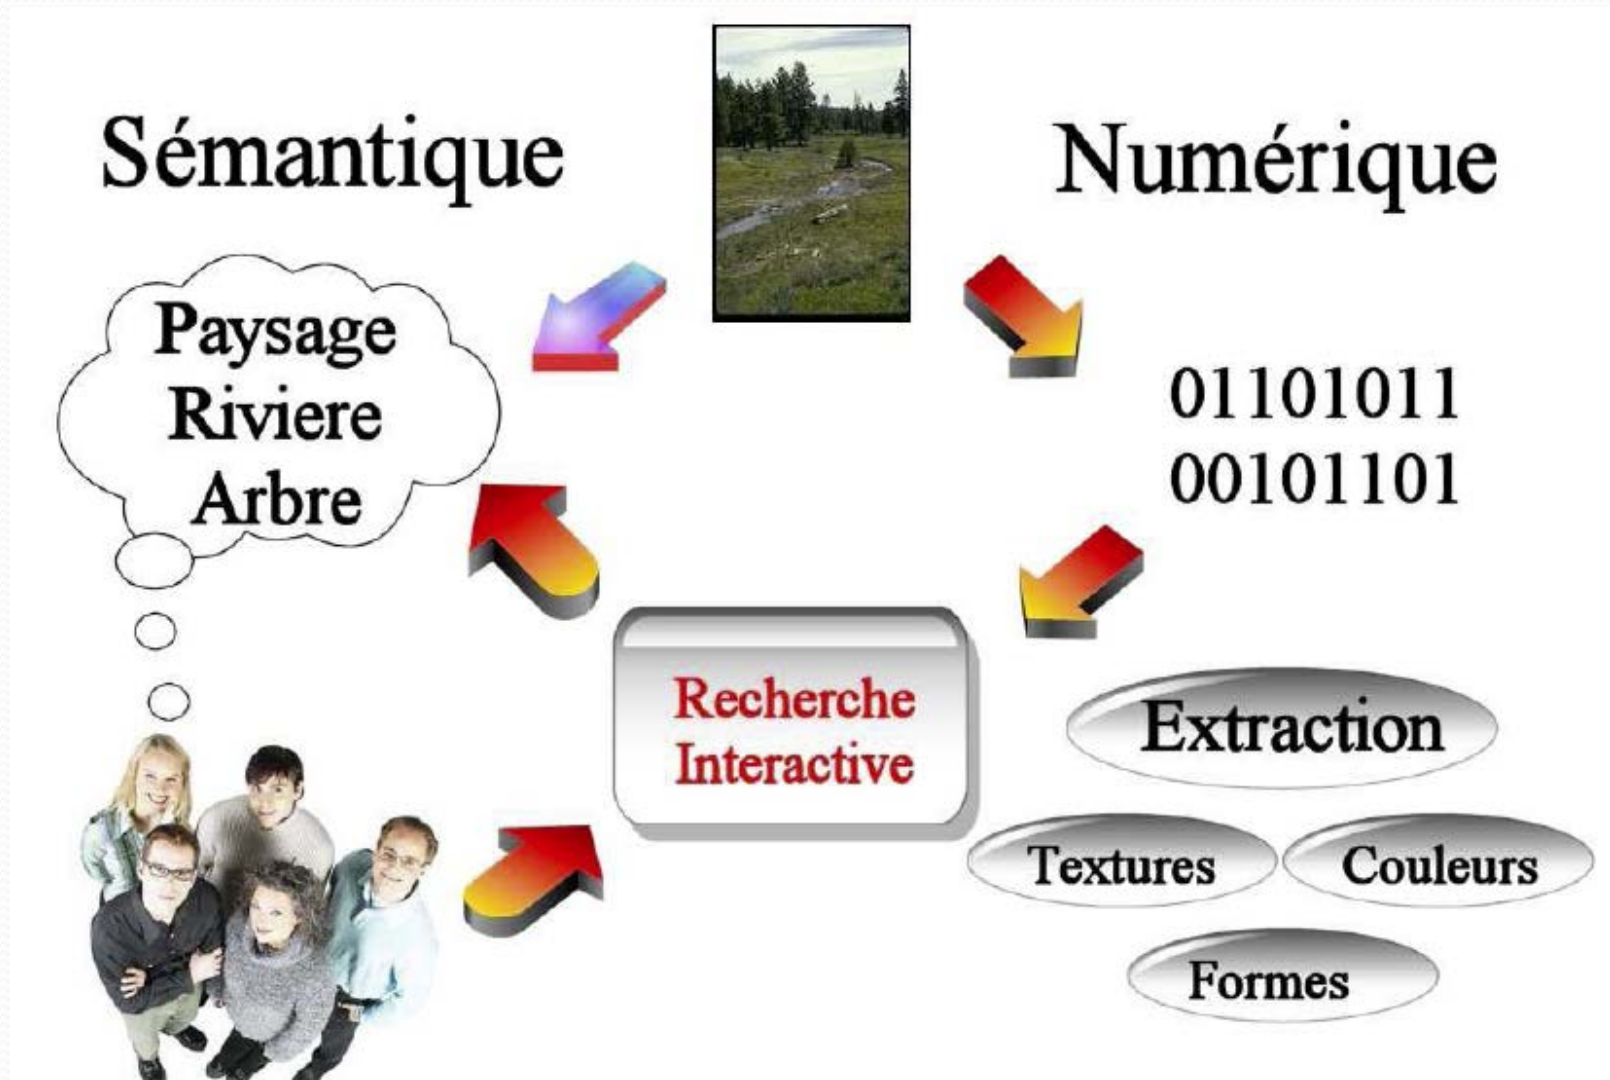 Sémantique
Numérique
Paysage
Riviere
Arbre
01101011
00101101
Recherche
Interactive
Extraction
Textures
Couleurs
Formes